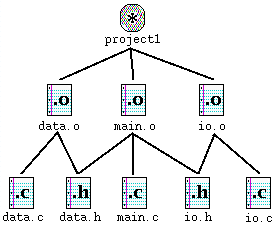 *
project1
.o .o .o
data.o main.o io.o
.c .h .c .h .c
data.c data.h main.c io.h io.c